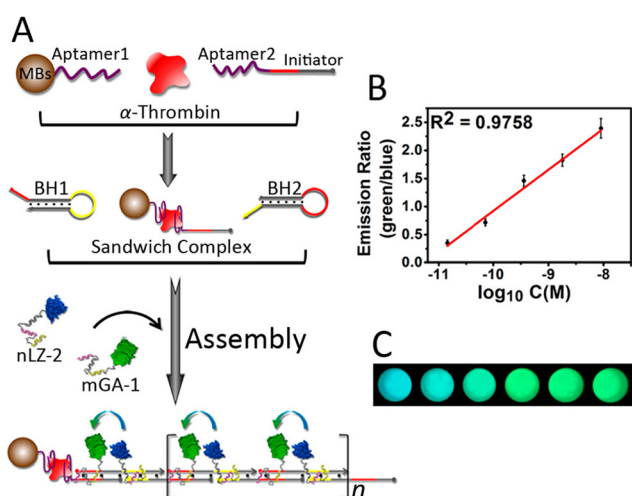 A
MBs
Aptamer1
Aptamer2
Initiator
α-Thrombin
BH1
BH2
Sandwich Complex
nLZ-2
mGA-1
Assembly
n
B
R² = 0.9758
Emission Ratio
(green/blue)
2.5
2.0
1.5
1.0
0.5
0.0
-11 -10 -9 -8
log₁₀ C(M)
C